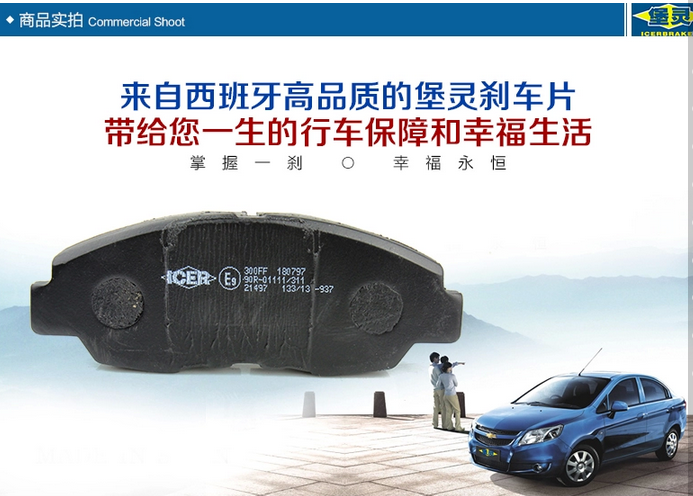 商品实拍 Commercial Shoot
堡灵
ICERBRAKE
来自西班牙高品质的堡灵刹车片
带给您一生的行车保障和幸福生活
掌握一刹 ○ 幸福永恒
ICER E9 300FF 180797
90R-01111/311
21497 133/13 -937